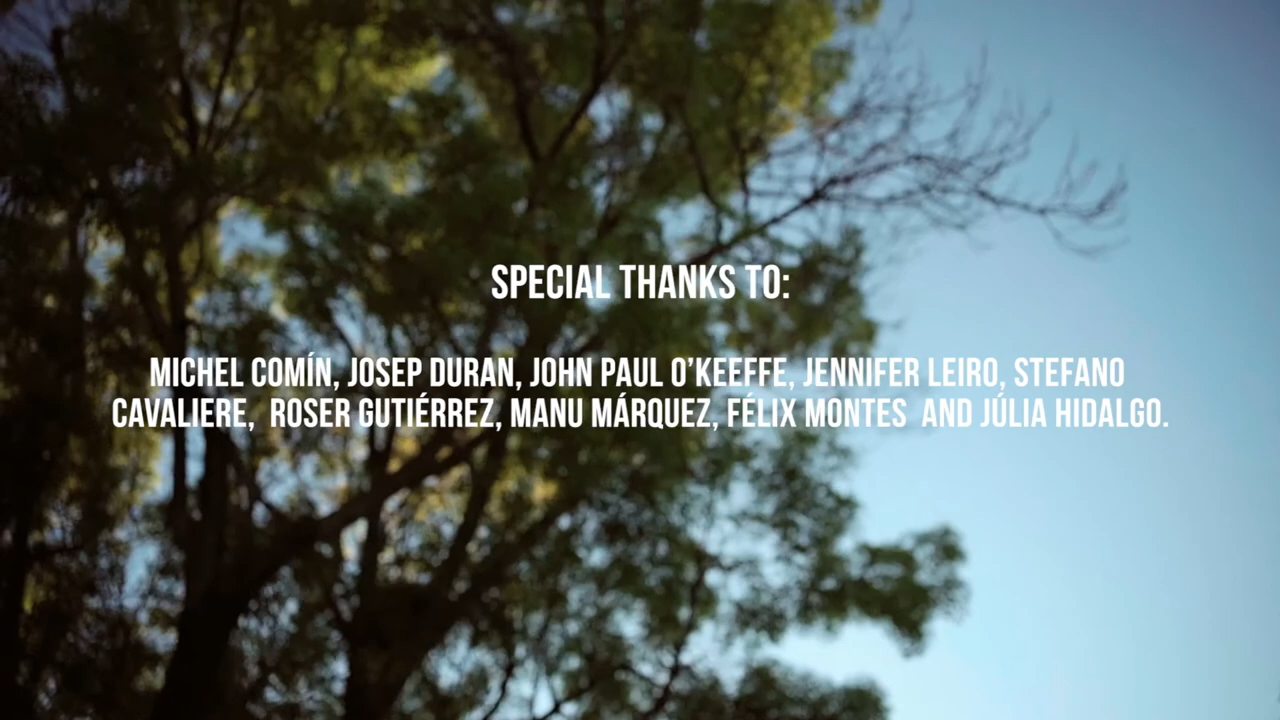 SPECIAL THANKS TO:
MICHEL COMÍN, JOSEP DURAN, JOHN PAUL O’KEEFFE, JENNIFER LEIRO, STEFANO
CAVALIERE,  ROSER GUTIÉRREZ, MANU MÁRQUEZ, FÉLIX MONTES  AND JÚLIA HIDALGO.